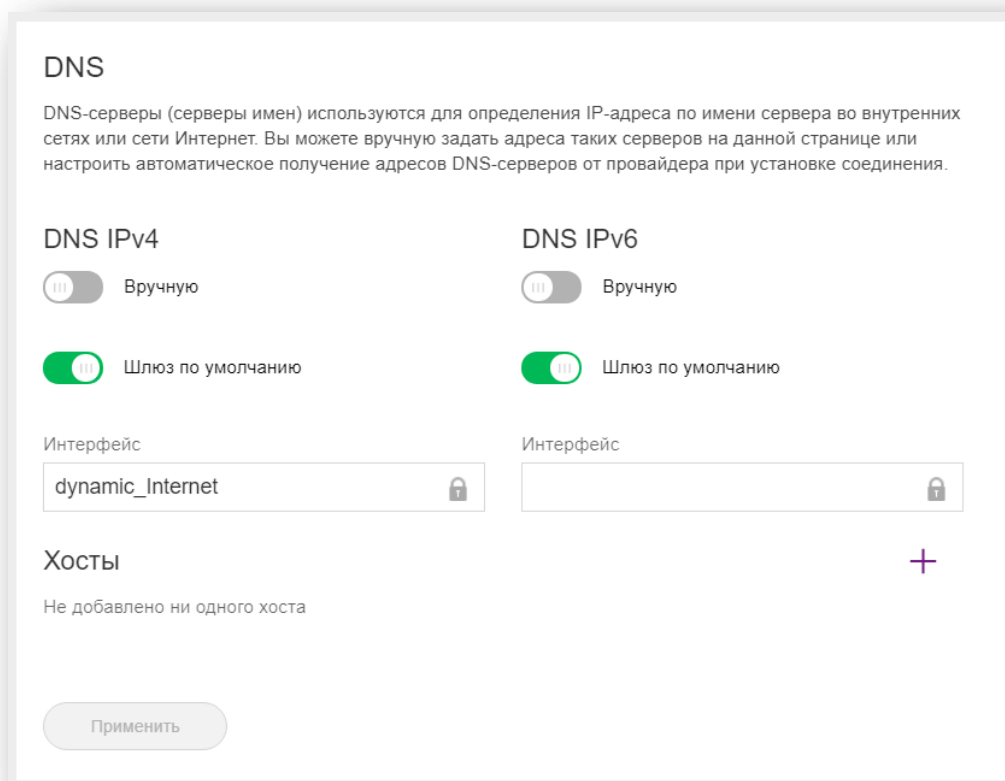 DNS
DNS-серверы (серверы имен) используются для определения IP-адреса по имени сервера во внутренних
сетях или сети Интернет. Вы можете вручную задать адреса таких серверов на данной странице или
настроить автоматическое получение адресов DNS-серверов от провайдера при установке соединения.
DNS IPv4
DNS IPv6
Вручную
Вручную
Шлюз по умолчанию
Шлюз по умолчанию
Интерфейс
Интерфейс
dynamic_Internet
Хосты
Не добавлено ни одного хоста
Применить